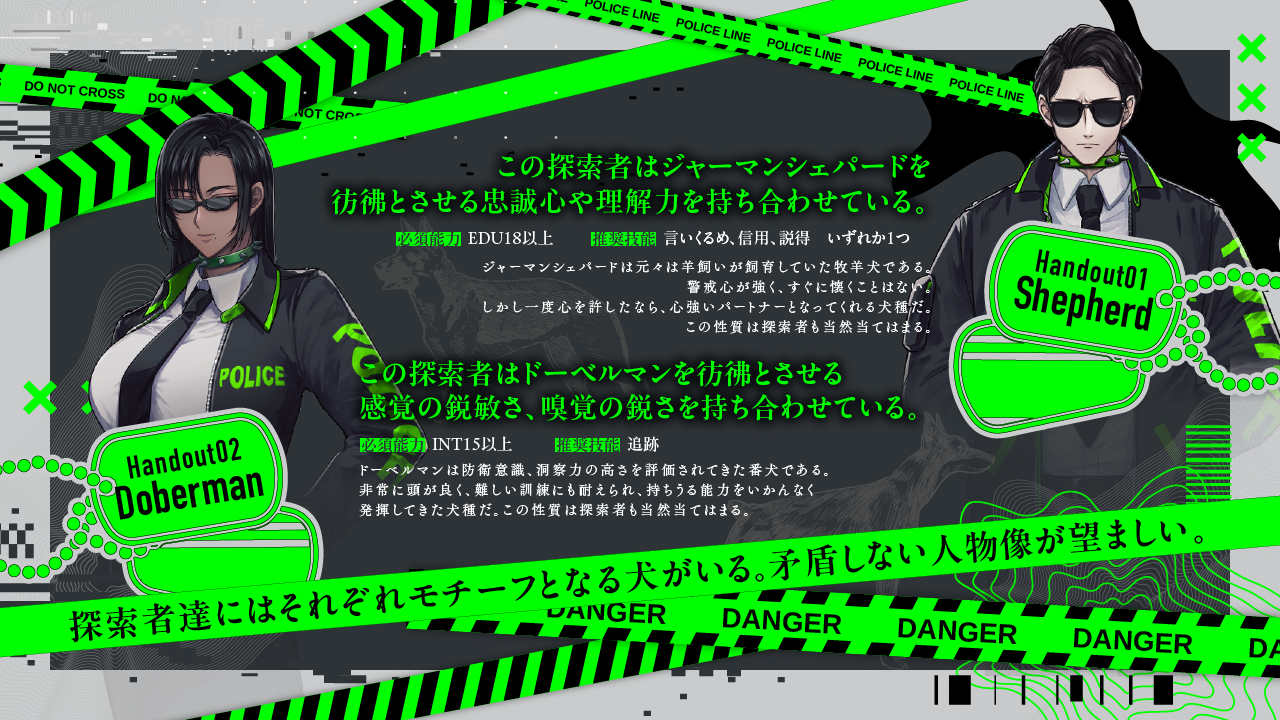 POLICE LINE
POLICE LINE
POLICE LINE
POLICE LINE
POLICE LINE
DO NOT CROSS
この探索者はジャーマンシェパードを
彷彿とさせる忠誠心や理解力を持ち合わせている。
必須能力 EDU18以上 推奨技能 言いくるめ、信用、説得 いずれか1つ
ジャーマンシェパードは元々は羊飼いが飼育していた牧羊犬である。
警戒心が強く、すぐに懐くことはない。
しかし一度心を許したなら、心強いパートナーとなってくれる犬種だ。
この性質は探索者も当然当てはまる。
Handout01
Shepherd
この探索者はドーベルマンを彷彿とさせる
感覚の鋭敏さ、嗅覚の鋭さを持ち合わせている。
必須能力 INT15以上 推奨技能 追跡
ドーベルマンは防衛意識、洞察力の高さを評価されてきた番犬である。
非常に頭が良く、難しい訓練にも耐えられ、持ちうる能力をいかんなく
発揮してきた犬種だ。この性質は探索者も当然当てはまる。
POLICE
Handout02
Doberman
探索者達にはそれぞれモチーフとなる犬がいる。矛盾しない人物像が望ましい。
DANGER
DANGER
DANGER
DANGER